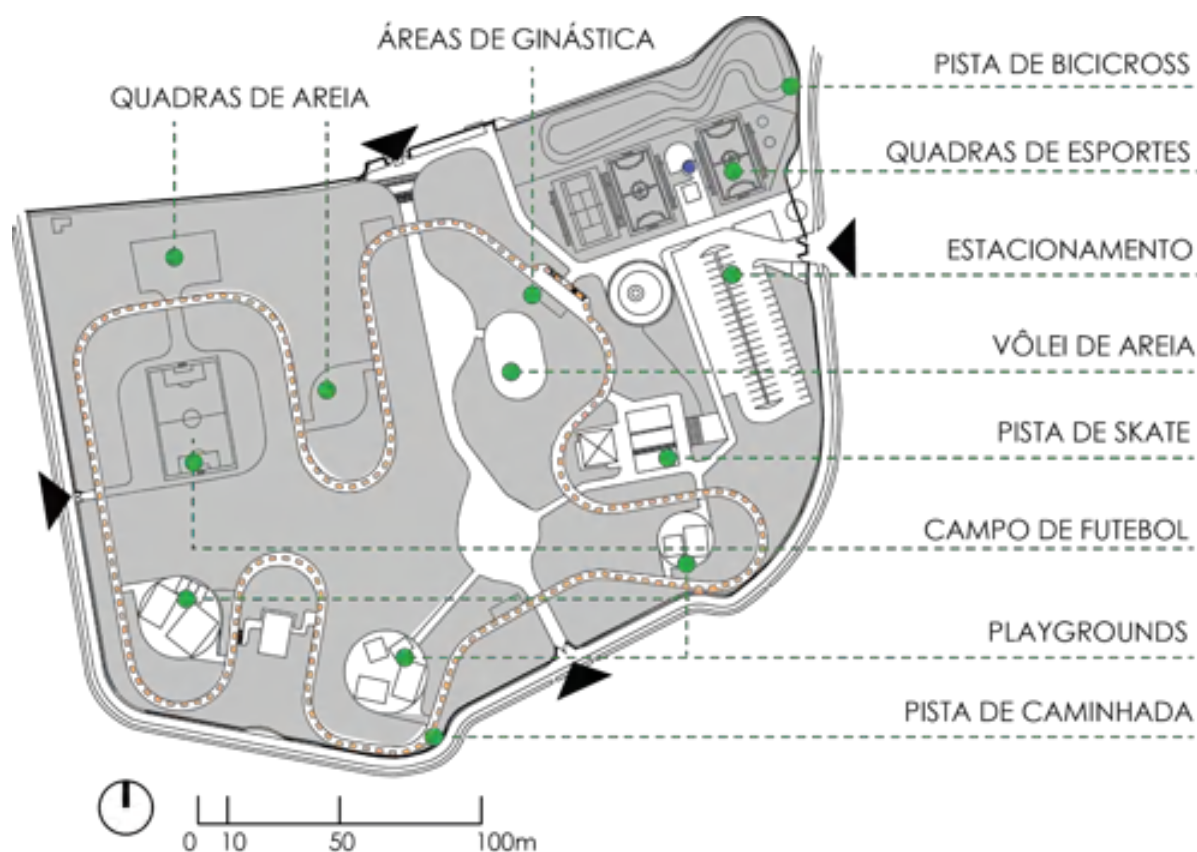 ÁREAS DE GINÁSTICA
QUADRAS DE AREIA
PISTA DE BICICROSS
QUADRAS DE ESPORTES
ESTACIONAMENTO
VÔLEI DE AREIA
PISTA DE SKATE
CAMPO DE FUTEBOL
PLAYGROUNDS
PISTA DE CAMINHADA
0 10 50 100m